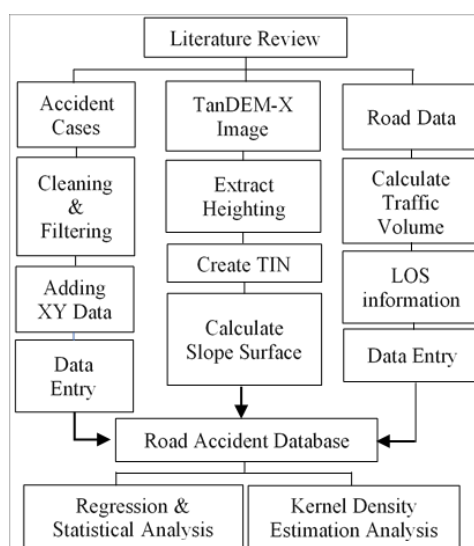 Literature Review
Accident
Cases
Cleaning
&
Filtering
Adding
XY Data
Data
Entry
TanDEM-X
Image
Extract
Heighting
Create TIN
Calculate
Slope Surface
Road Data
Calculate
Traffic
Volume
LOS
information
Data Entry
Road Accident Database
Regression &
Statistical Analysis
Kernel Density
Estimation Analysis